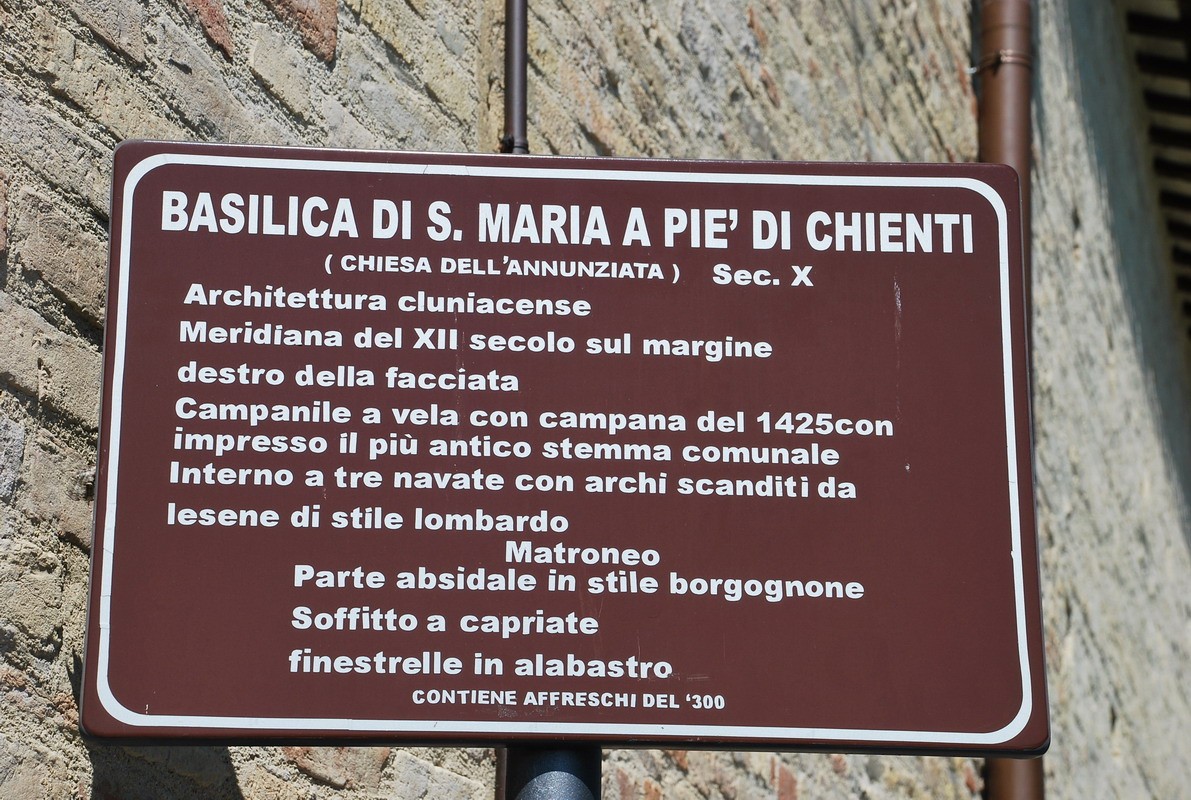 BASILICA DI S. MARIA A PIE’ DI CHIENTI
( CHIESA DELL’ANNUNZIATA ) Sec. X
Architettura cluniacense
Meridiana del XII secolo sul margine
destro della facciata
Campanile a vela con campana del 1425con
impresso il più antico stemma comunale
Interno a tre navate con archi scanditi da
lesene di stile lombardo
Matroneo
Parte absidale in stile borgognone
Soffitto a capriate
finestrelle in alabastro
CONTIENE AFFRESCHI DEL ‘300